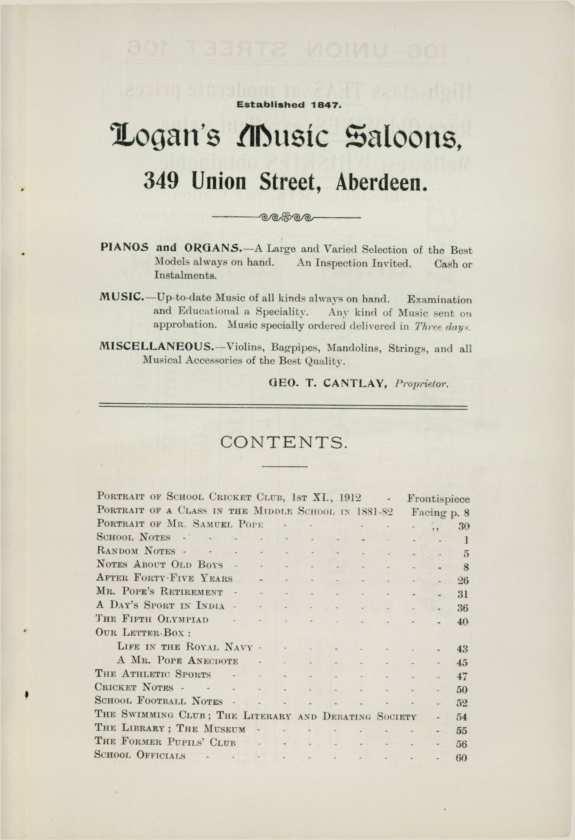 Established 1847.
Logan's Music Saloons,
349 Union Street, Aberdeen.
PIANOS and ORGANS.—A Large and Varied Selection of the Best
Models always on hand. An Inspection Invited. Cash or
Instalments.
MUSIC.—Up-to-date Music of all kinds always on hand. Examination
and Educational a Speciality. Any kind of Music sent on
approbation. Music specially ordered delivered in Three days.
MISCELLANEOUS.—Violins, Bagpipes, Mandolins, Strings, and all
Musical Accessories of the Best Quality.
GEO. T. CANTLAY, Proprietor.
CONTENTS.
Portrait of School Cricket Club, 1st XI., 1912 - Frontispiece
Portrait of a Class in the Middle School in 1881-82 Facing p. 8
Portrait of Mr. Samuel Pope - - - - - - ,, 30
School Notes - - - - - - - - - - - 1
Random Notes - - - - - - - - - - - 5
Notes About Old Boys - - - - - - - - - 8
After Forty-Five Years - - - - - - - - 26
Mr. Pope's Retirement - - - - - - - - - 31
A Day's Sport in India - - - - - - - - - 36
The Fifth Olympiad - - - - - - - - - 40
Our Letter-Box :
Life in the Royal Navy - - - - - - - - 43
A Mr. Pope Anecdote - - - - - - - - 45
The Athletic Sports - - - - - - - - - 47
Cricket Notes - - - - - - - - - - - 50
School Football Notes - - - - - - - - - 52
The Swimming Club ; The Literary and Debating Society - 54
The Library ; The Museum - - - - - - - - 55
The Former Pupils' Club - - - - - - - - 56
School Officials - - - - - - - - - - 60